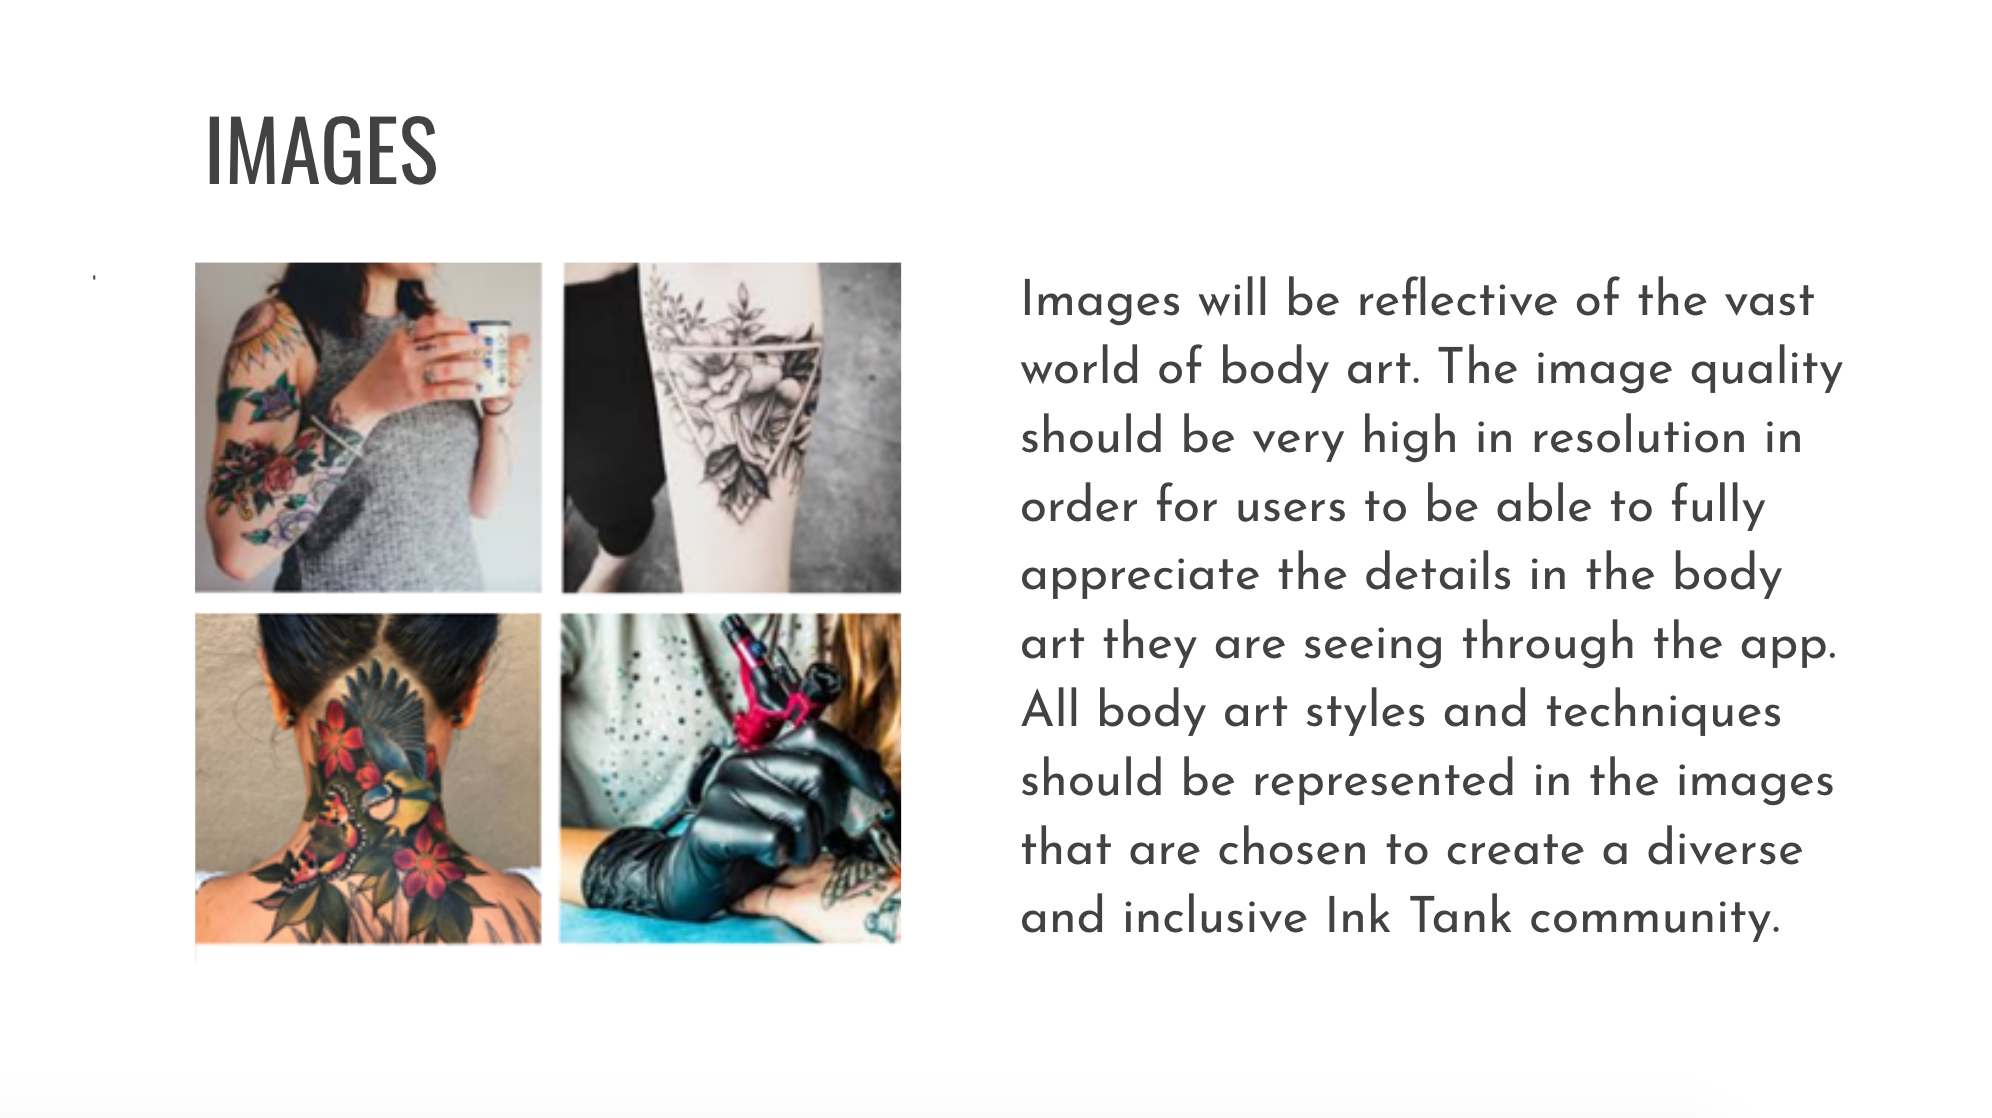 IMAGES
Images will be reflective of the vast
world of body art. The image quality
should be very high in resolution in
order for users to be able to fully
appreciate the details in the body
art they are seeing through the app.
All body art styles and techniques
should be represented in the images
that are chosen to create a diverse
and inclusive Ink Tank community.